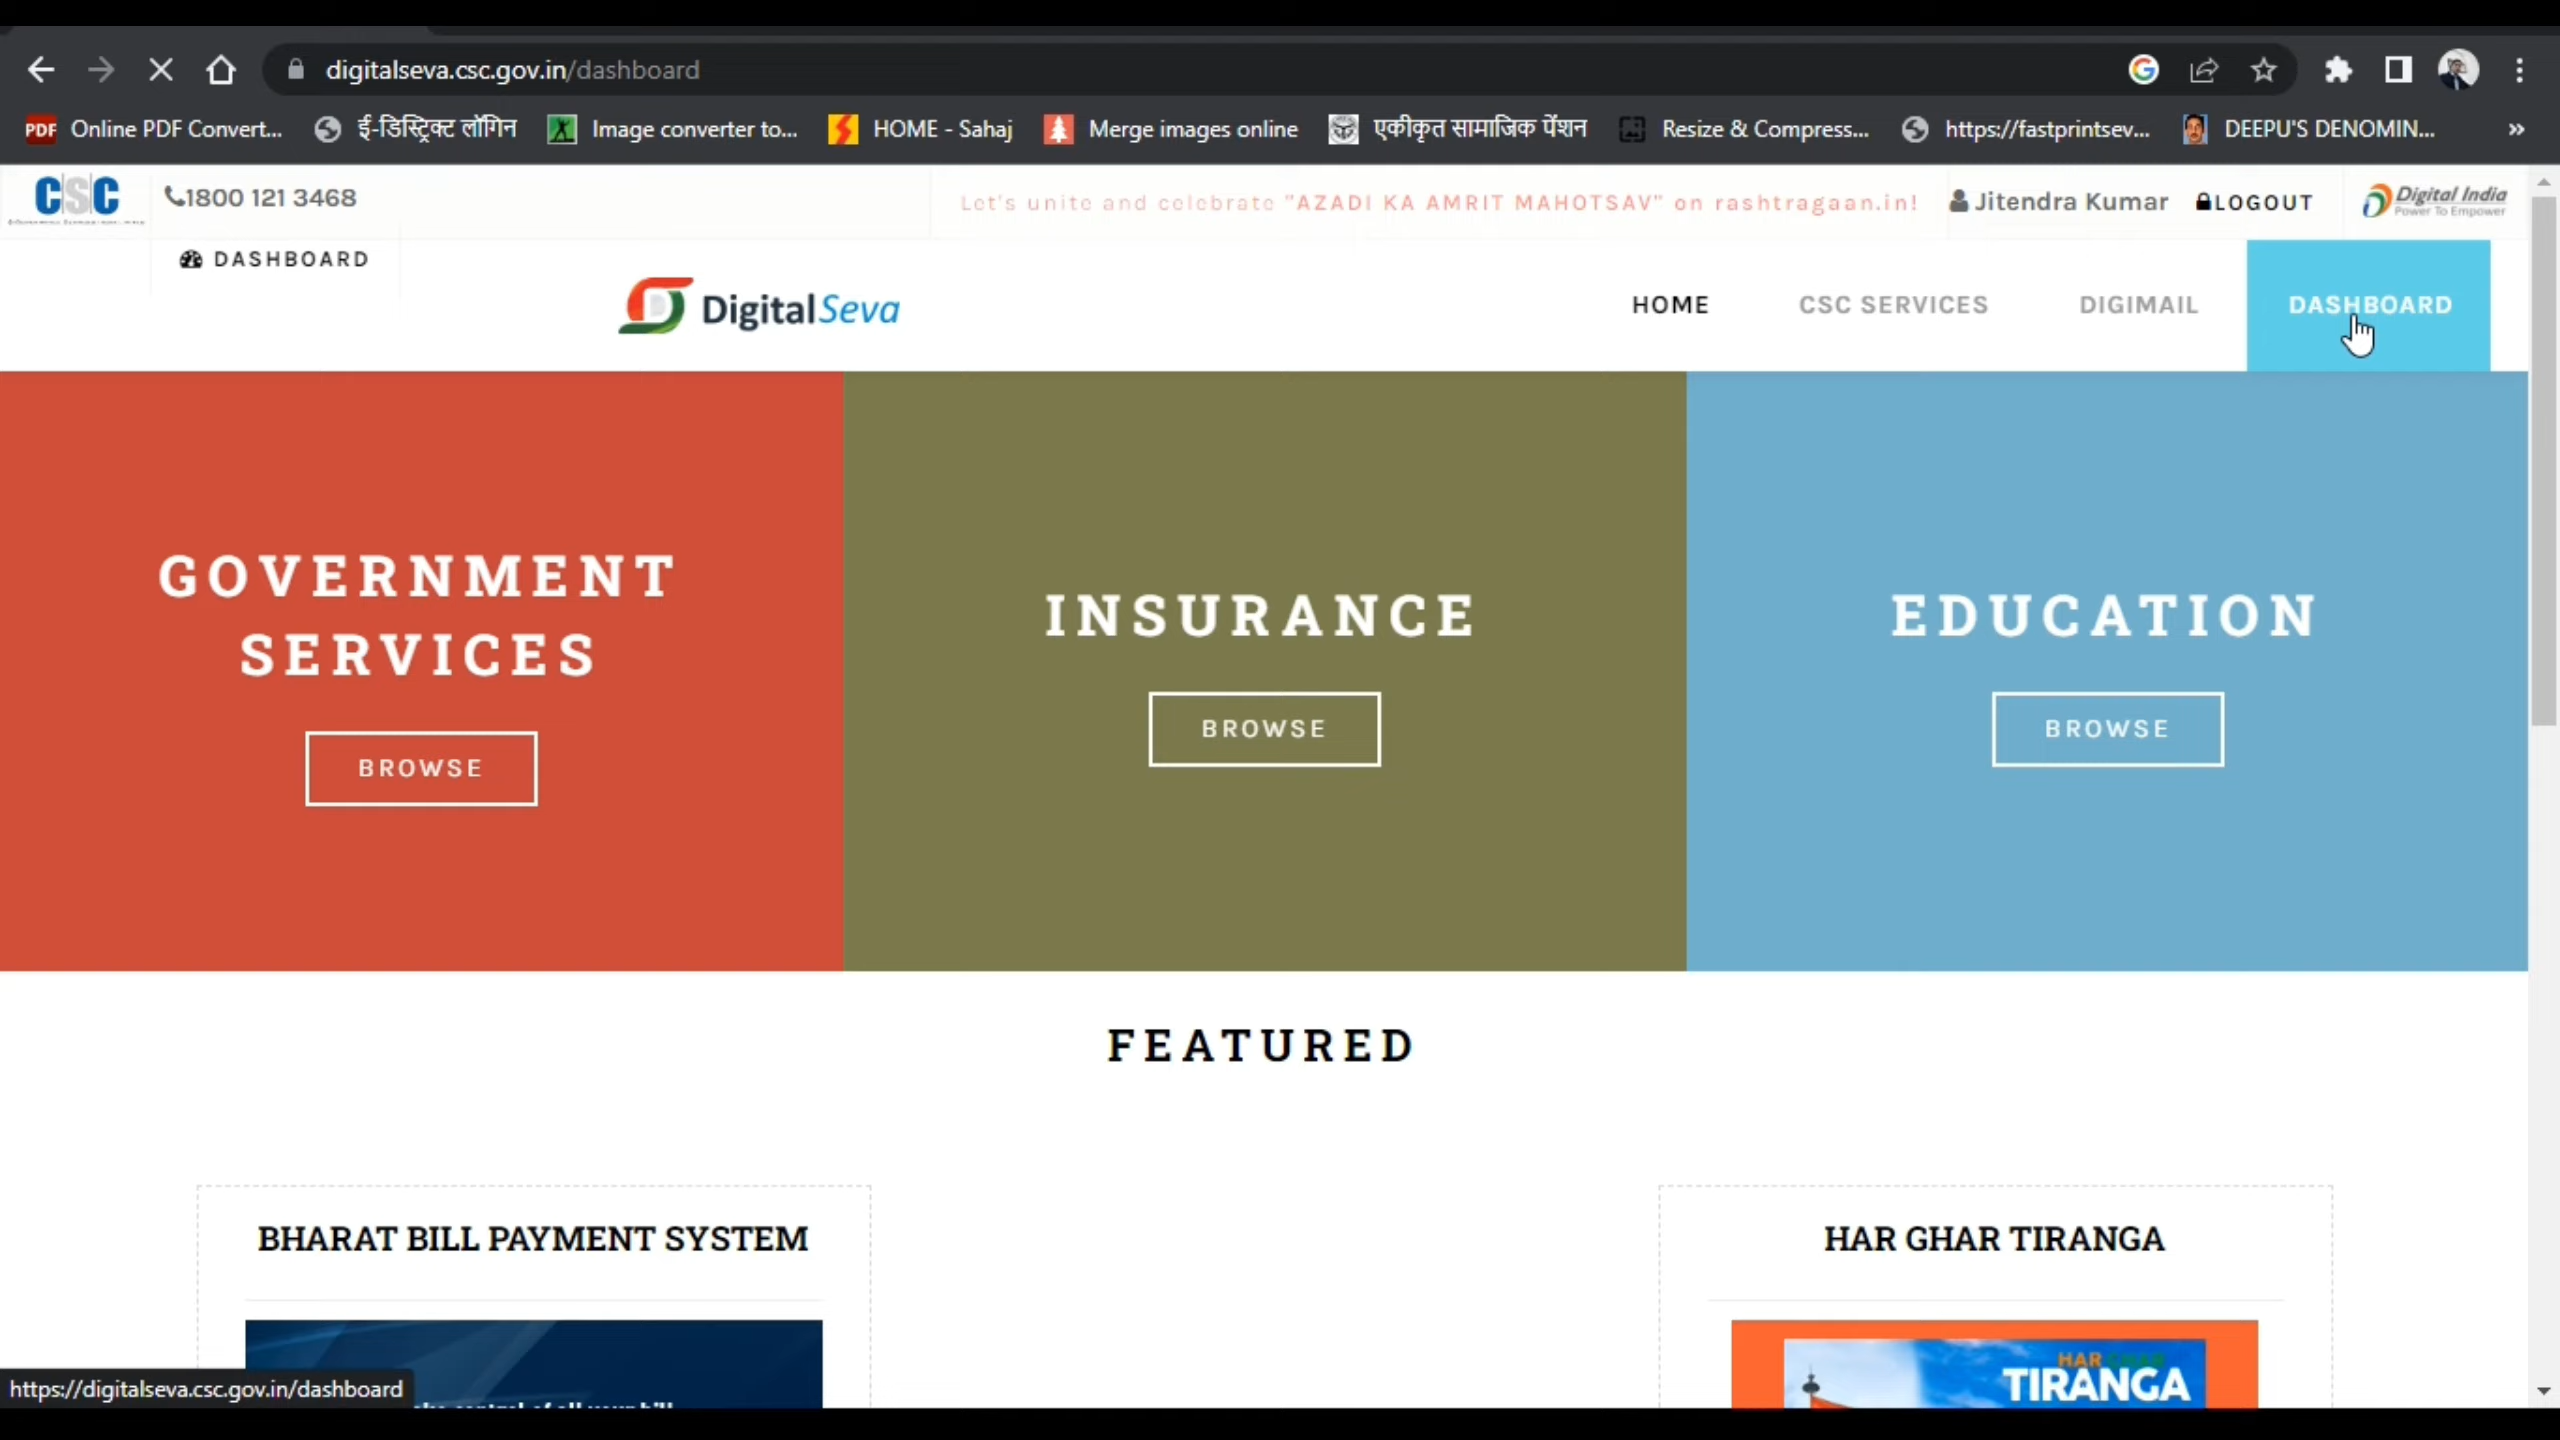 digitalseva.csc.gov.in/dashboard
PDF Online PDF Convert... ई-डिस्ट्रिक्ट लॉगिन Image converter to... HOME - Sahaj Merge images online एकीकृत सामाजिक पेंशन Resize & Compress... https://fastprintsev... DEEPU'S DENOMIN... »
CSC 1800 121 3468 Let's unite and celebrate "AZADI KA AMRIT MAHOTSAV" on rashtragaan.in! Jitendra Kumar LOGOUT Digital India
Power To Empower
DASHBOARD
DigitalSeva HOME CSC SERVICES DIGIMAIL DASHBOARD
GOVERNMENT
SERVICES
BROWSE
INSURANCE
BROWSE
EDUCATION
BROWSE
FEATURED
BHARAT BILL PAYMENT SYSTEM
HAR GHAR TIRANGA
HAR
TIRANGA
https://digitalseva.csc.gov.in/dashboard